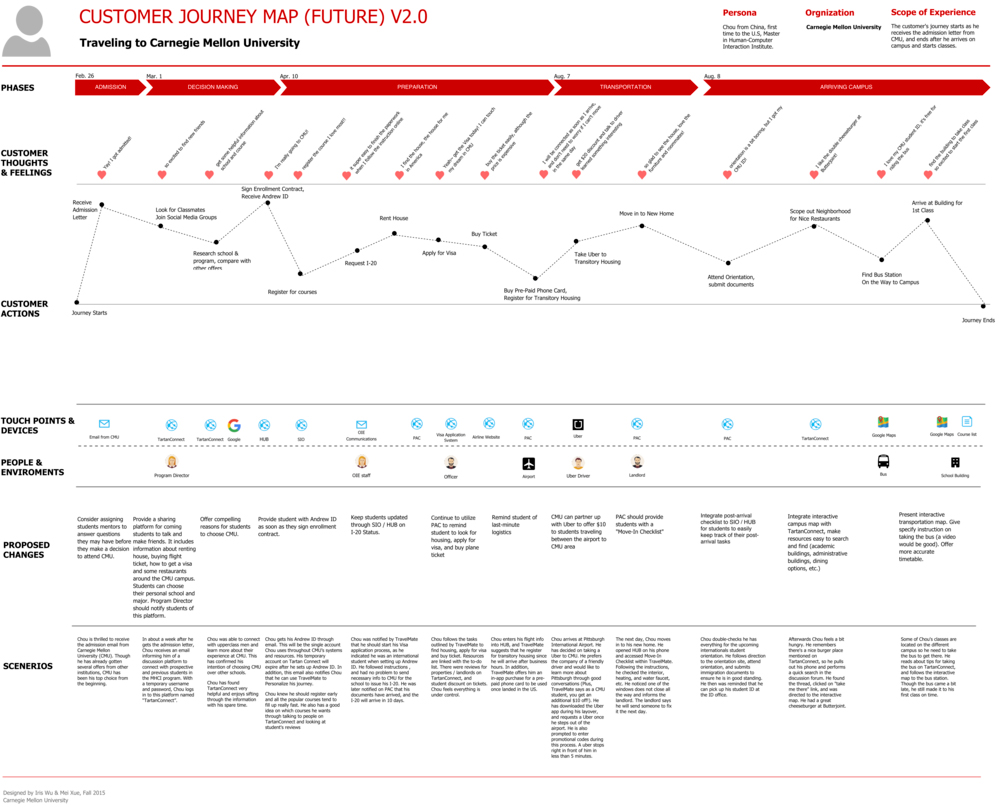 CUSTOMER JOURNEY MAP (FUTURE) V2.0
Traveling to Carnegie Mellon University
Persona
Chou from China, first
time to the U.S, Master
in Human-Computer
Interaction Institute.
Orgnization
Carnegie Mellon University
Scope of Experience
The customer's journey starts as he
receives the admission letter from
CMU, and ends after he arrives on
campus and starts classes.
Feb. 26
Mar. 1
Apr. 10
Aug. 7
Aug. 8
PHASES
ADMISSION
DECISION MAKING
PREPARATION
TRANSPORTATION
ARRIVING CAMPUS
CUSTOMER
THOUGHTS
& FEELINGS
Yay! I got admitted!
so excited to find new friends
get some helpful information about
school and course
I'm really going to CMU!
register the course I love most!!
it super easy to finish the paperwork
when I follow the instruction online
I find the house, the house for me
in America
Yeah~ get the Visa today! I can touch
my dream in CMU
buy the ticket easily, although the
price is expensive
I will be connected as soon as I arrive,
and don't need to worry if I can't move
in the same day
get $20 discount and talk to driver
learned something interesting
so glad to see my house, love the
furniture and commenities!
orientation is a bit boring, but I got my
CMU ID!
I like the double cheeseburger at
Butterjoint!
I love my CMU student ID, it's free for
riding the bus
find the building to take class
so excited to start the first class
Receive
Admission
Letter
Look for Classmates
Join Social Media Groups
Research school &
program, compare with
other offers
Sign Enrollment Contract,
Receive Andrew ID
Register for courses
Request I-20
Rent House
Apply for Visa
Buy Ticket
Buy Pre-Paid Phone Card,
Register for Transitory Housing
Take Uber to
Transitory Housing
Move in to New Home
Attend Orientation,
submit documents
Scope out Neighborhood
for Nice Restaurants
Find Bus Station
On the Way to Campus
Arrive at Building for
1st Class
CUSTOMER
ACTIONS
Journey Starts
Journey Ends
TOUCH POINTS &
DEVICES
Email from CMU
TartanConnect
TartanConnect
Google
HUB
SIO
OIE
Communications
PAC
Visa Application
System
Airline Website
PAC
Uber
PAC
PAC
TartanConnect
Google Maps
Google Maps
Course list
PEOPLE &
ENVIROMENTS
Program Director
OIE staff
Officer
Airport
Uber Driver
Landlord
Bus
School Building
PROPOSED
CHANGES
Consider assigning
students mentors to
answer questions
they may have before
they make a decision
to attend CMU.
Provide a sharing
platform for coming
students to talk and
make friends. It includes
information about renting
house, buying flight
ticket, how to get a visa
and some restaurants
around the CMU campus.
Students can choose
their personal school and
major. Program Director
should notify students of
this platform.
Offer compelling
reasons for students
to choose CMU.
Provide student with Andrew ID
as soon as they sign enrollment
contract.
Keep students updated
through SIO / HUB on
I-20 Status.
Continue to utilize
PAC to remind
student to look for
housing, apply for
visa, and buy plane
ticket
Remind student of
last-minute
logistics
CMU can partner up
with Uber to offer $10
to students traveling
between the airport to
CMU area
PAC should provide
students with a
"Move-In Checklist"
Integrate post-arrival
checklist to SIO / HUB
for students to easily
keep track of their post-
arrival tasks
Integrate interactive
campus map with
TartanConnect, make
resources easy to search
and find (academic
buildings, administrative
buildings, dining
options, etc.)
Present interactive
transportation map. Give
specify instruction on
taking the bus (a video
would be good). Offer
more accurate
timetable.
SCENERIOS
Chou is thrilled to receive
the admission email from
Carnegie Mellon
University (CMU). Though
he has already gotten
several offers from other
institutions, CMU has
been his top choice from
the beginning.
In about a week after he
gets the admission letter,
Chou receives an email
informing him of a
discussion platform to
connect with prospective
and previous students in
the MHCI program. With
a temporary username
and password, Chou logs
in to this platform named
"TartanConnect".
Chou was able to connect
with upperschool men and
learn more about their
experience at CMU. This
has confirmed his
intention of choosing CMU
over other schools.
Chou has found
TartanConnect very
helpful and enjoys sifting
through the information
with his spare time.
Chou gets his Andrew ID through
email. This will be the single account
Chou uses throughout CMU's systems
and resources. His temporary
account on Tartan Connect will
expire after he sets up Andrew ID. In
addition, this email also notifies Chou
that he can use TravelMate to
Personalize his journey.
Chou knew he should register early
and all the popular courses tend to
fill up really fast. He also has a good
idea on which courses he wants
through talking to people on
TartanConnect and looking at
student's reviews
Chou was notified by TravelMate
that he should start his Visa
application process, as he
indicated he was an international
student when setting up Andrew
ID. He followed instructions,
and had no problem to send
necessary info to CMU for the
school to issue his I-20. He was
later notified on PAC that his
documents have arrived, and the
I-20 will arrive in 10 days.
Chou follows the tasks
outlined by TravelMate to
find housing, apply for visa
and buy ticket. Resources
are linked with the to-do
list. There were reviews for
properties / landlords on
TartanConnect, and
student discount on tickets.
Chou feels everything is
under control.
Chou enters his flight info
into HUB, and TravelMate
suggests that he register
for transitory housing since
he will arrive after business
hours. In addition,
TravelMate offers him an
in-app purchase for a pre-
paid phone card to be used
once landed in the US.
Chou arrives at Pittsburgh
International Airport. He
has decided on taking a
Uber to CMU. He prefers
the company of a friendly
driver and would like to
learn more about
Pittsburgh through good
conversations (Plus,
TravelMate says as a CMU
student, you get an
additional $10 off!). He
has downloaded the Uber
app during his layover,
and requests a Uber once
he steps out of the
airport. He is also
prompted to enter
promotional codes during
this process. A uber stops
right in front of him in
less than 5 minutes.
The next day, Chou moves
in to his new home. He
opened HUB on his phone
and accessed Move In
Checklist within TravelMate.
Following the instructions,
he checked the interior,
heating, and water faucet,
etc. He noticed one of the
windows does not close all
the way and informs the
landlord. The landlord says
he will send someone to fix
it the next day.
Chou double-checks he has
everything for the upcoming
Internationals student
orientation. He follows direction
to the orientation site, attend
orientation, and submits
immigration documents to
ensure he is in good standing.
He then was reminded that he
can pick up his student ID at
the ID office.
Afterwards Chou feels a bit
hungry. He remembers
there's a nice burger place
mentioned on
TartanConnect, so he pulls
out his phone and performs
a quick search in the
discussion forum. He found
the thread, clicked on "take
me there" link, and was
directed to the interactive
map. He had a great
cheeseburger at Butterjoint.
Some of Chou's classes are
located on the different
campus so he need to take
the bus to get there. He
reads about tips for taking
the bus on TartanConnect,
and follows the interactive
map to the bus station.
Though the bus came a bit
late, he still made it to his
first class on time.
Designed by Iris Wu & Mei Xue, Fall 2015
Carnegie Mellon University